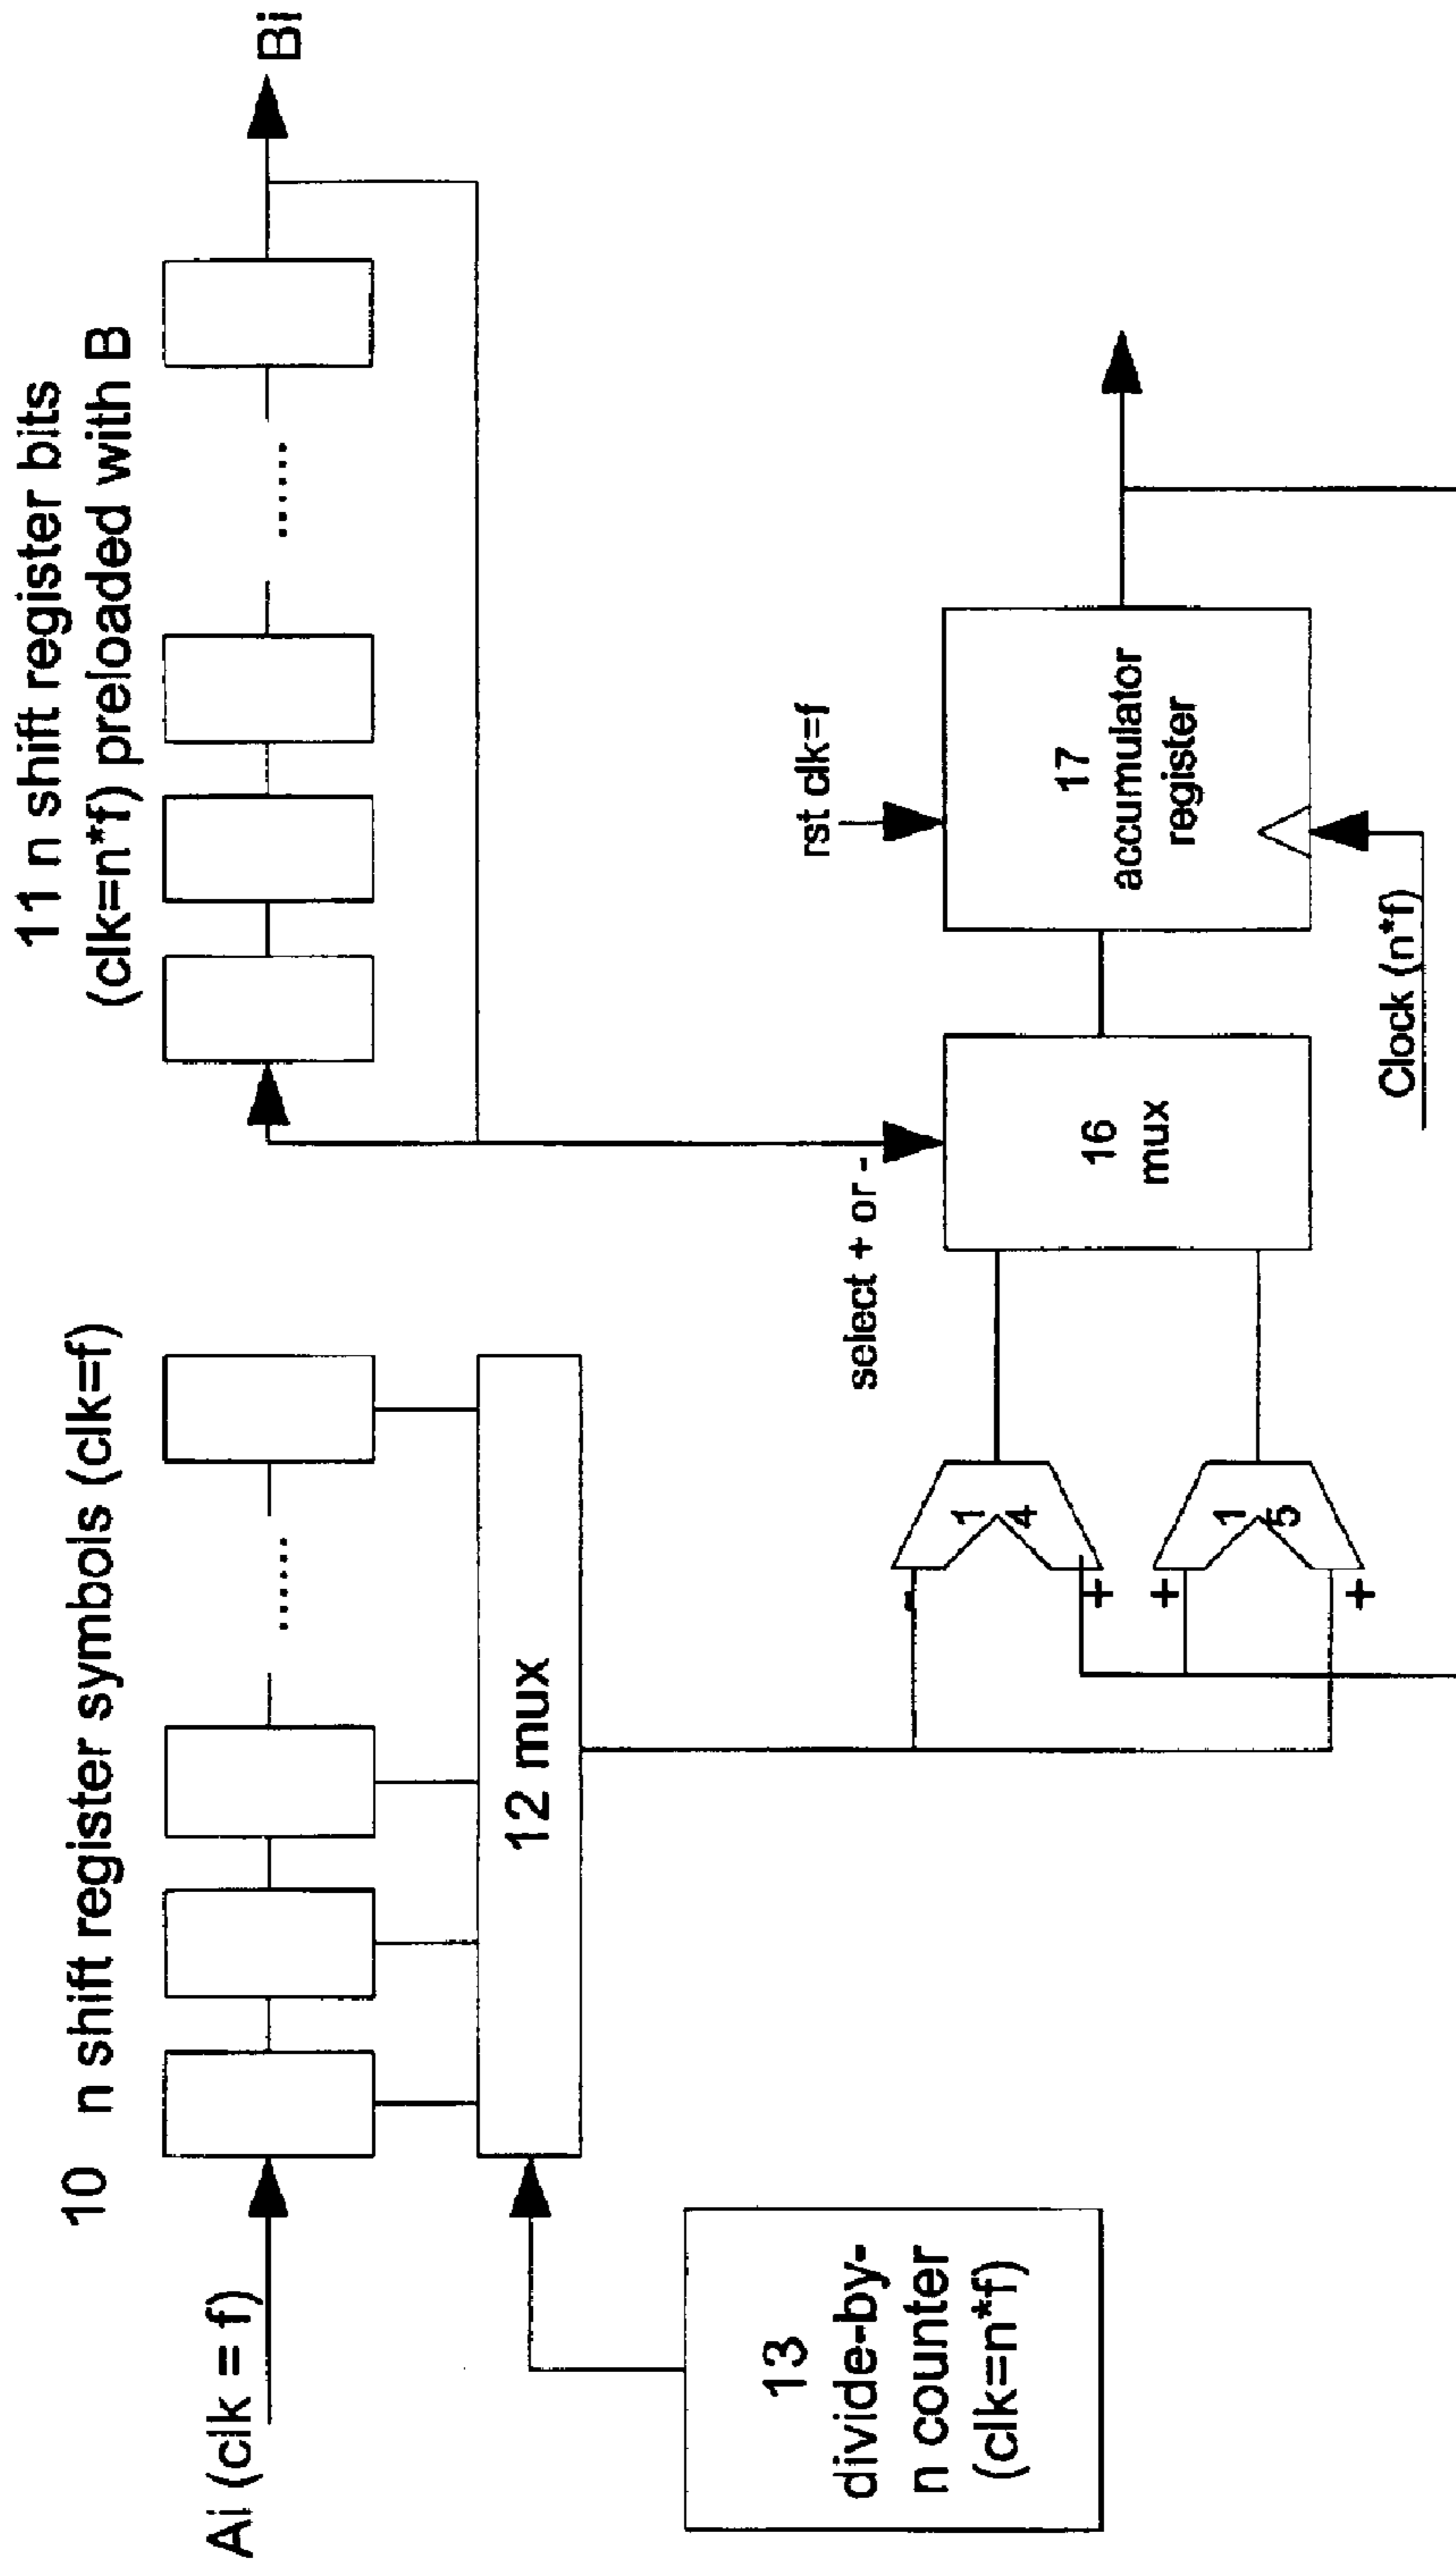 11 n shift register bits
(clk=n*f) preloaded with B
Bi
10 n shift register symbols (clk=f)
Ai (clk = f)
12 mux
13
divide-by-
n counter
(clk=n*f)
select + or -
rst clk=f
-
1
4
+
+
1
5
+
16
mux
17
accumulator
register
Clock (n*f)